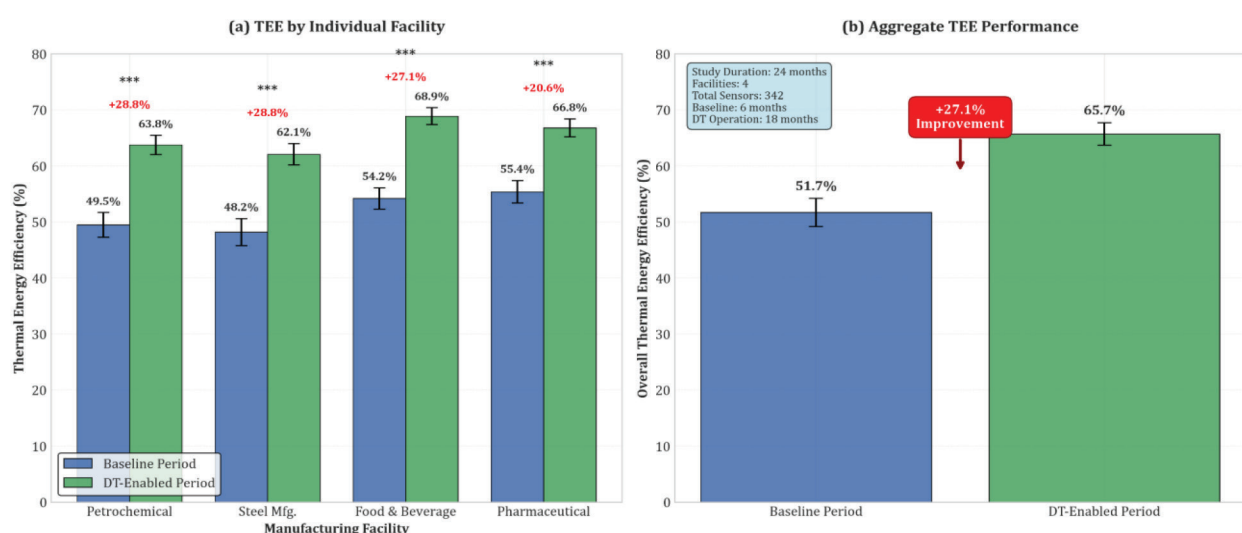 (a) TEE by Individual Facility
80
70
60
50
40
30
20
10
0
Thermal Energy Efficiency (%)
***
+28.8%
63.8%
49.5%
***
+28.8%
62.1%
48.2%
***
+27.1%
68.9%
54.2%
***
+20.6%
66.8%
55.4%
Baseline Period
DT-Enabled Period
Petrochemical
Steel Mfg.
Food & Beverage
Pharmaceutical
Manufacturing Facility
(b) Aggregate TEE Performance
80
70
60
50
40
30
20
10
0
Overall Thermal Energy Efficiency (%)
Study Duration: 24 months
Facilities: 4
Total Sensors: 342
Baseline: 6 months
DT Operation: 18 months
+27.1%
Improvement
51.7%
65.7%
Baseline Period
DT-Enabled Period